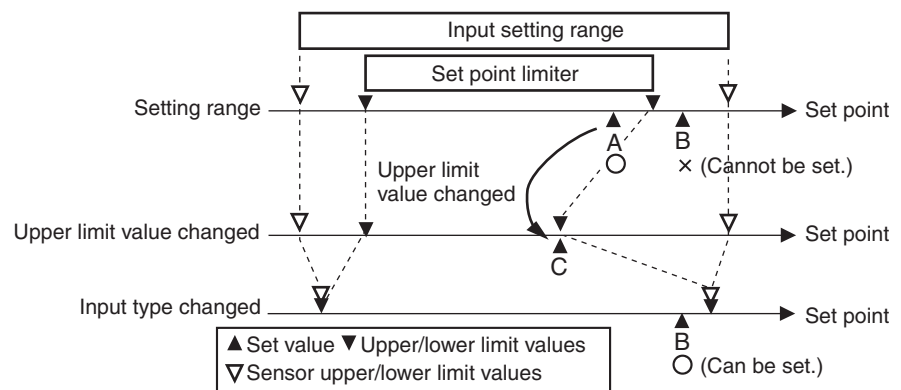 Input setting range
Set point limiter
Setting range
Set point
A
B
× (Cannot be set.)
Upper limit
value changed
Upper limit value changed
Set point
C
Input type changed
Set point
B
(Can be set.)
▲ Set value ▼ Upper/lower limit values
▽ Sensor upper/lower limit values